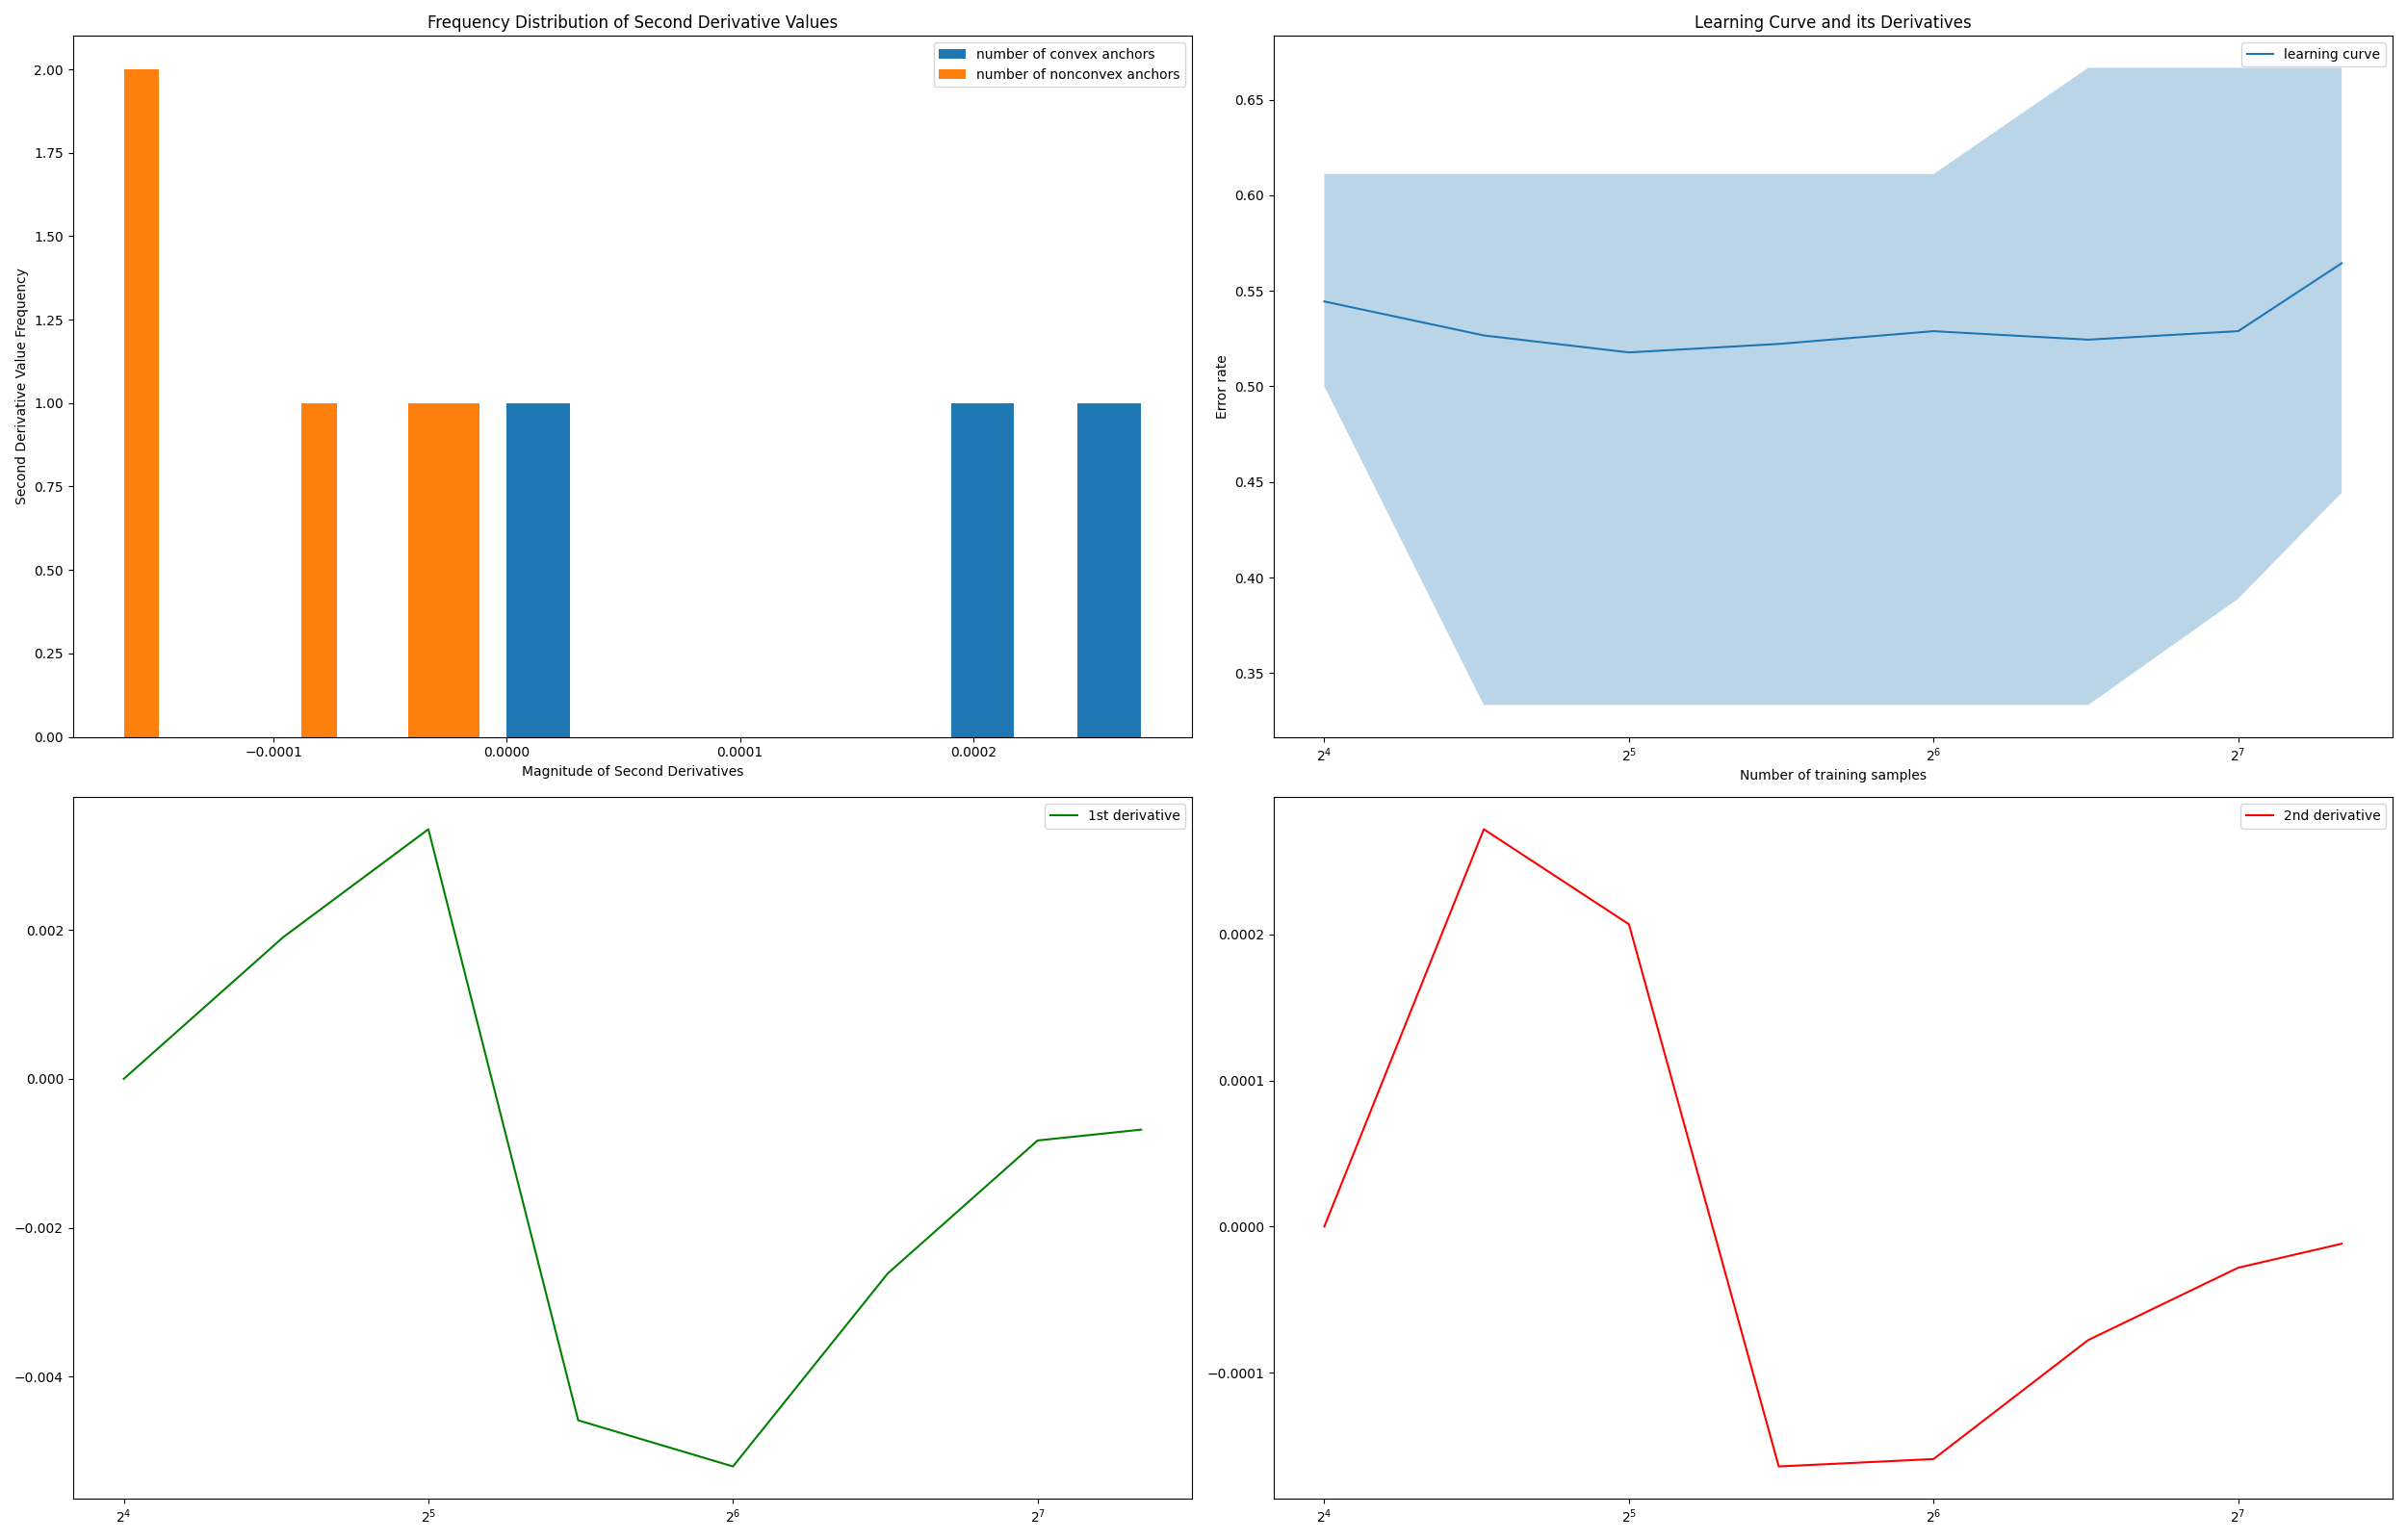 Frequency Distribution of Second Derivative Values
number of convex anchors
number of nonconvex anchors
Second Derivative Value Frequency
2.00
1.75
1.50
1.25
1.00
0.75
0.50
0.25
0.00
−0.0001 0.0000 0.0001 0.0002
Magnitude of Second Derivatives
Learning Curve and its Derivatives
learning curve
Error rate
0.65
0.60
0.55
0.50
0.45
0.40
0.35
2⁴ 2⁵ 2⁶ 2⁷
Number of training samples
1st derivative
0.002
0.000
−0.002
−0.004
2⁴ 2⁵ 2⁶ 2⁷
2nd derivative
0.0002
0.0001
0.0000
−0.0001
2⁴ 2⁵ 2⁶ 2⁷